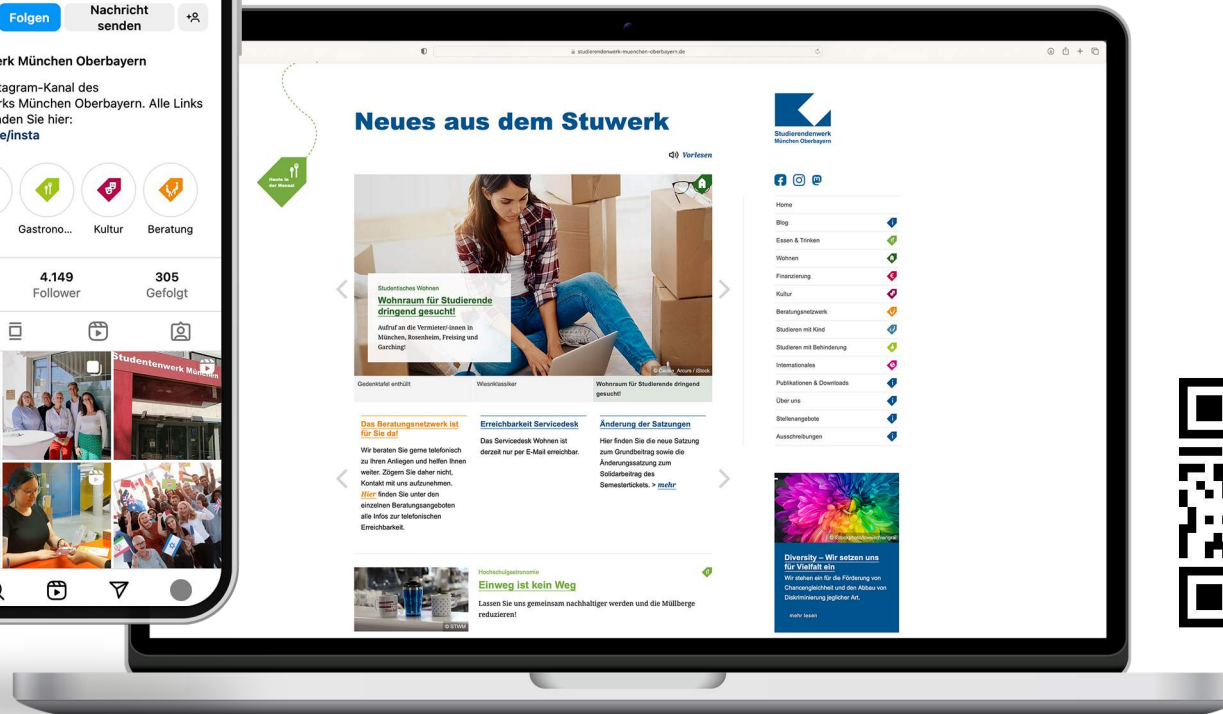 Folgen
Nachricht
senden
rk München Oberbayern
tagram-Kanal des
rks München Oberbayern. Alle Links
nden Sie hier:
e/insta
Gastrono...
Kultur
Beratung
4.149
Follower
305
Gefolgt
Studentenwerk München
studierendenwerk-muenchen-oberbayern.de
Neues aus dem Stuwerk
Vorlesen
Heute in
der Mensa!
Studentisches Wohnen
Wohnraum für Studierende
dringend gesucht!
Aufruf an die Vermieter/-innen in
München, Rosenheim, Freising und
Garching!
Gedenktafel enthüllt
Wiesnklassiker
Wohnraum für Studierende dringend
gesucht!
Das Beratungsnetzwerk ist
für Sie da!
Wir beraten Sie gerne telefonisch
zu Ihren Anliegen und helfen Ihnen
weiter. Zögern Sie daher nicht,
Kontakt mit uns aufzunehmen.
Hier finden Sie unter den
einzelnen Beratungsangeboten
alle Infos zur telefonischen
Erreichbarkeit.
Erreichbarkeit Servicedesk
Das Servicedesk Wohnen ist
derzeit nur per E-Mail erreichbar.
Änderung der Satzungen
Hier finden Sie die neue Satzung
zum Grundbeitrag sowie die
Änderungssatzung zum
Solidarbeitrag des
Semestertickets. > mehr
Hochschulgastronomie
Einweg ist kein Weg
Lassen Sie uns gemeinsam nachhaltiger werden und die Müllberge
reduzieren!
© STWM
Studierendenwerk
München Oberbayern
Home
Blog
Essen & Trinken
Wohnen
Finanzierung
Kultur
Beratungsnetzwerk
Studieren mit Kind
Studieren mit Behinderung
Internationales
Publikationen & Downloads
Über uns
Stellenangebote
Ausschreibungen
Diversity – Wir setzen uns
für Vielfalt ein
Wir stehen ein für die Förderung von
Chancengleichheit und den Abbau von
Diskriminierung jeglicher Art.
mehr lesen